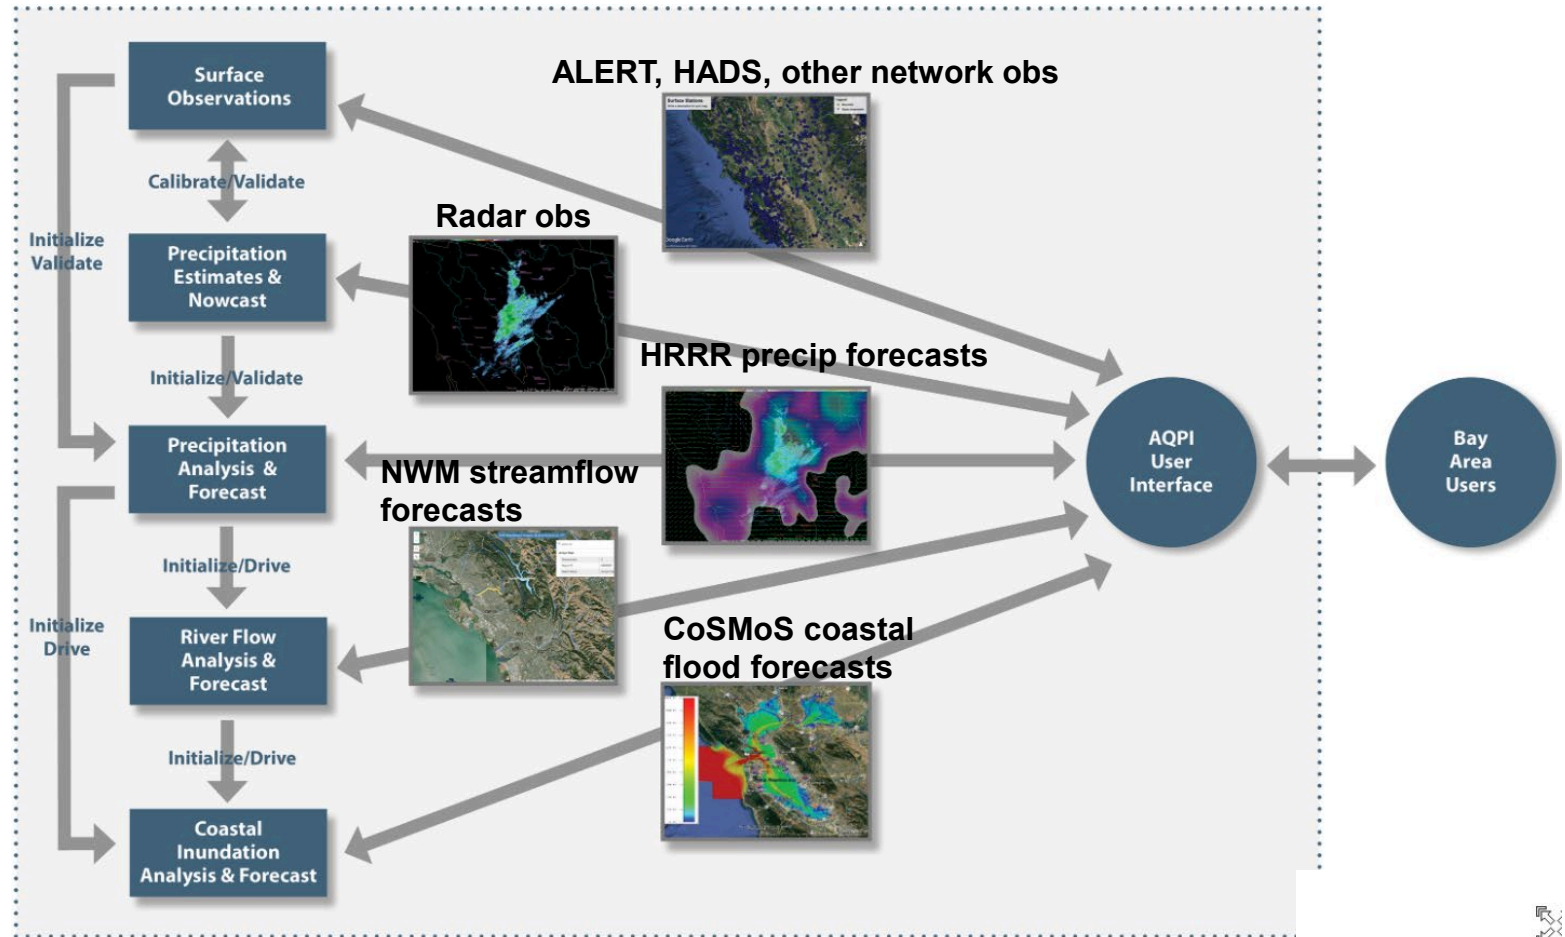 Surface
Observations
ALERT, HADS, other network obs
Surface Stations
Calibrate/Validate
Radar obs
Initialize
Validate
Precipitation
Estimates &
Nowcast
HRRR precip forecasts
Initialize/Validate
Precipitation
Analysis & 
Forecast
NWM streamflow
forecasts
AQPI
User
Interface
Bay
Area
Users
Initialize/Drive
Initialize
Drive
River Flow
Analysis &
Forecast
CoSMoS coastal
flood forecasts
Initialize/Drive
Coastal
Inundation
Analysis & Forecast